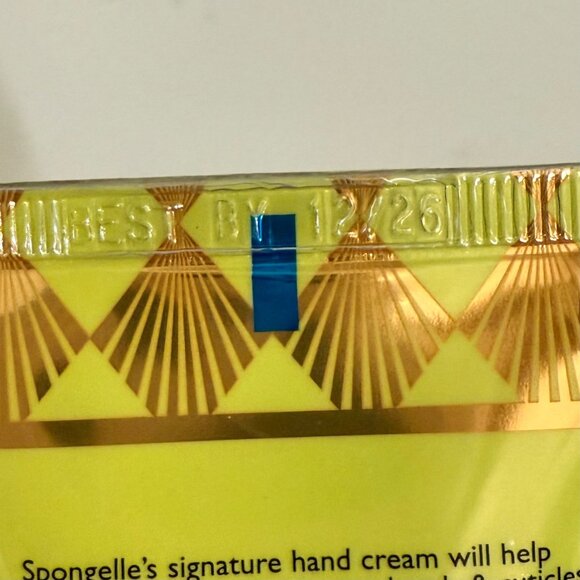 BEST BY 12/26
Spongelle's signature hand cream will help